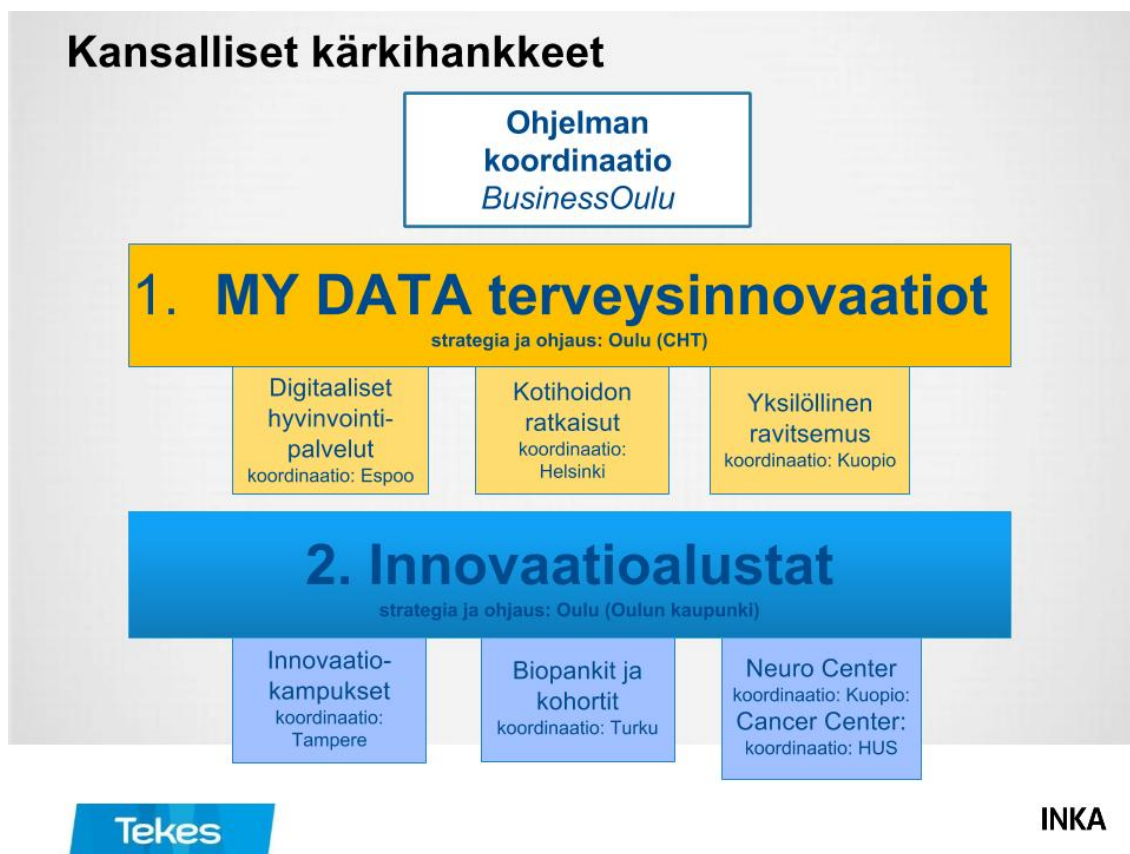 Kansalliset kärkihankkeet
Ohjelman
koordinaatio
BusinessOulu
1. MY DATA terveysinnovaatiot
strategia ja ohjaus: Oulu (CHT)
Digitaaliset
hyvinvointi-
palvelut
koordinaatio: Espoo
Kotihoidon
ratkaisut
koordinaatio:
Helsinki
Yksilöllinen
ravitsemus
koordinaatio: Kuopio
2. Innovaatioalustat
strategia ja ohjaus: Oulu (Oulun kaupunki)
Innovaatio-
kampukset
koordinaatio:
Tampere
Biopankit ja
kohortit
koordinaatio: Turku
Neuro Center
koordinaatio: Kuopio:
Cancer Center:
koordinaatio: HUS
Tekes
INKA